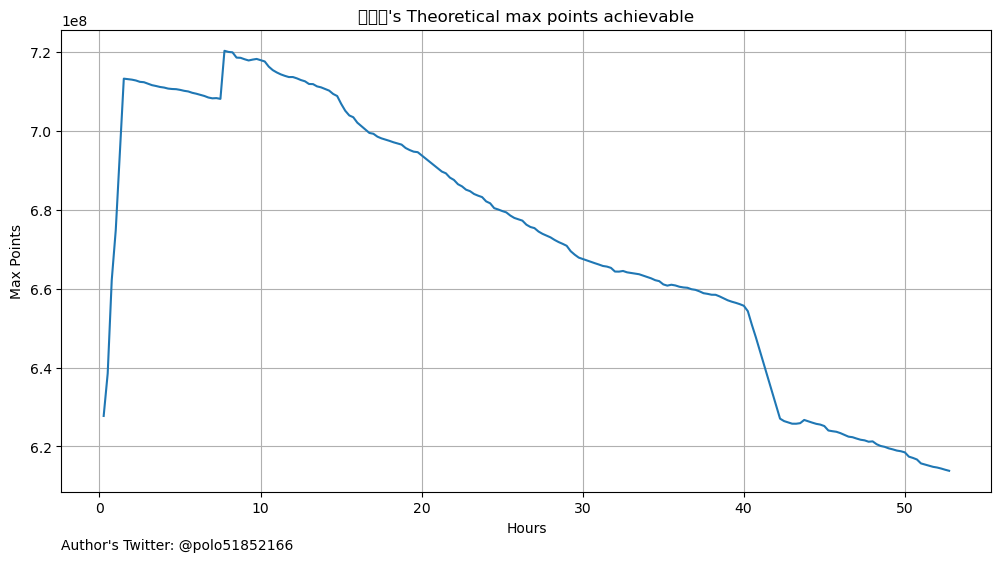 's Theoretical max points achievable
1e8
7.2
7.0
6.8
6.6
6.4
6.2
Max Points
0 10 20 30 40 50
Hours
Author's Twitter: @polo51852166